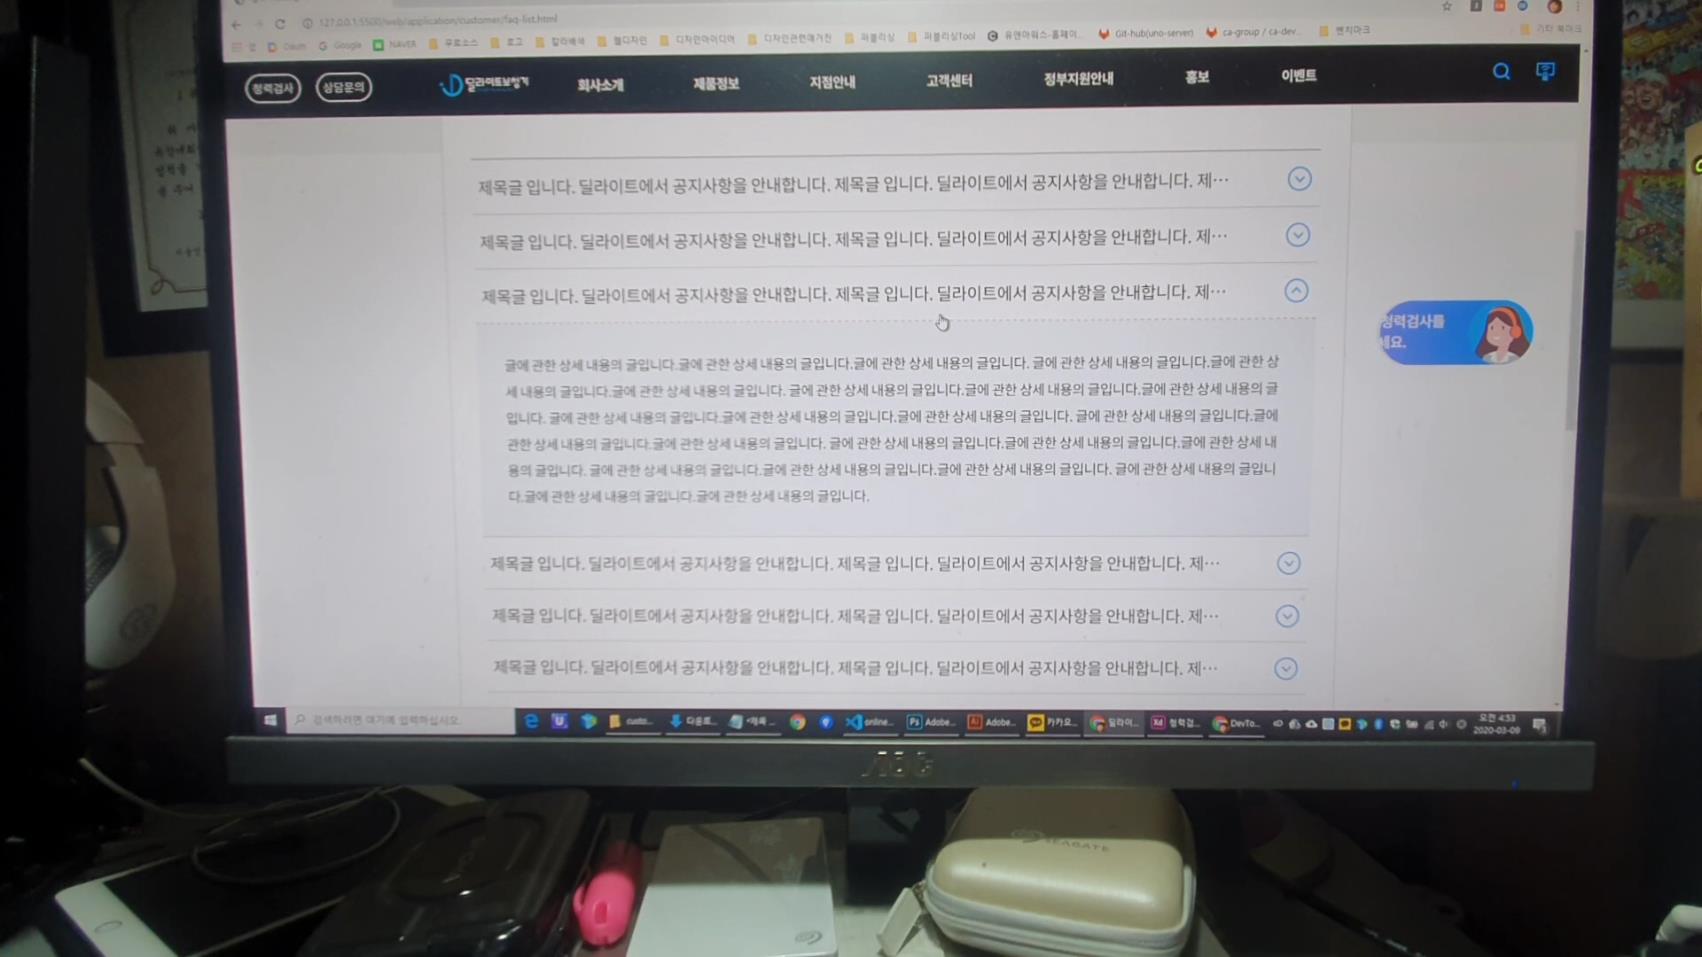 127.0.0.1:5500/web/application/customer/faq-list.html
앱 Daum Google NAVER 무료소스 로고 칼라배색 웹디자인 디자인아이디어 디자인관련매거진 퍼블리싱 퍼블리싱Tool 유앤아워스-홈페이... Git-hub(uno-server) ca-group / ca-dev... 벤치마크 기타 북마크
청력검사 상담문의 딜라이트보청기 회사소개 제품정보 지점안내 고객센터 정부지원안내 홍보 이벤트
제목글 입니다. 딜라이트에서 공지사항을 안내합니다. 제목글 입니다. 딜라이트에서 공지사항을 안내합니다. 제…
제목글 입니다. 딜라이트에서 공지사항을 안내합니다. 제목글 입니다. 딜라이트에서 공지사항을 안내합니다. 제…
제목글 입니다. 딜라이트에서 공지사항을 안내합니다. 제목글 입니다. 딜라이트에서 공지사항을 안내합니다. 제…
청력검사를
세요.
글에 관한 상세 내용의 글입니다.글에 관한 상세 내용의 글입니다.글에 관한 상세 내용의 글입니다. 글에 관한 상세 내용의 글입니다.글에 관한 상
세 내용의 글입니다.글에 관한 상세 내용의 글입니다. 글에 관한 상세 내용의 글입니다.글에 관한 상세 내용의 글입니다.글에 관한 상세 내용의 글
입니다. 글에 관한 상세 내용의 글입니다.글에 관한 상세 내용의 글입니다.글에 관한 상세 내용의 글입니다. 글에 관한 상세 내용의 글입니다.글에
관한 상세 내용의 글입니다.글에 관한 상세 내용의 글입니다. 글에 관한 상세 내용의 글입니다.글에 관한 상세 내용의 글입니다.글에 관한 상세 내
용의 글입니다. 글에 관한 상세 내용의 글입니다.글에 관한 상세 내용의 글입니다.글에 관한 상세 내용의 글입니다. 글에 관한 상세 내용의 글입니
다.글에 관한 상세 내용의 글입니다.글에 관한 상세 내용의 글입니다.
제목글 입니다. 딜라이트에서 공지사항을 안내합니다. 제목글 입니다. 딜라이트에서 공지사항을 안내합니다. 제…
제목글 입니다. 딜라이트에서 공지사항을 안내합니다. 제목글 입니다. 딜라이트에서 공지사항을 안내합니다. 제…
제목글 입니다. 딜라이트에서 공지사항을 안내합니다. 제목글 입니다. 딜라이트에서 공지사항을 안내합니다. 제…
검색하려면 여기에 입력하십시오. custo... 다운로... *제목 ... online... Ps Adobe... Ai Adobe... 카카오... 딜라이... Xd 청력검... DevTo... 오전 4:53
2020-03-09
AOC
SEAGATE